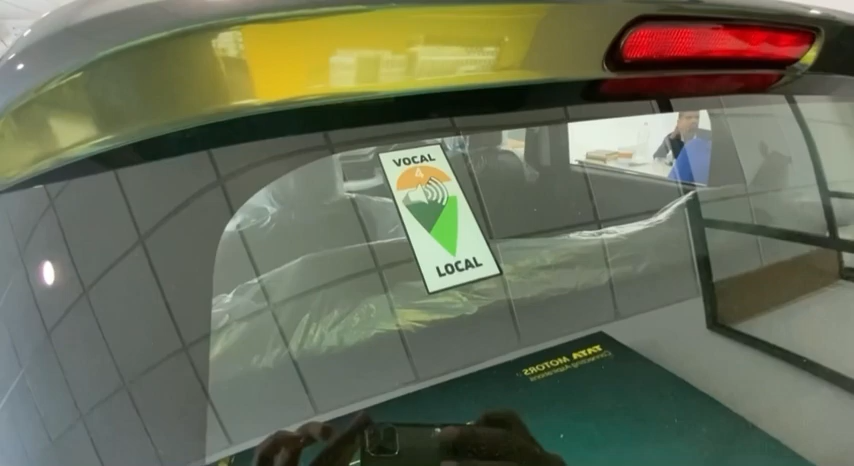 VOCAL
4
LOCAL
TATA MOTORS
Connecting Aspirations